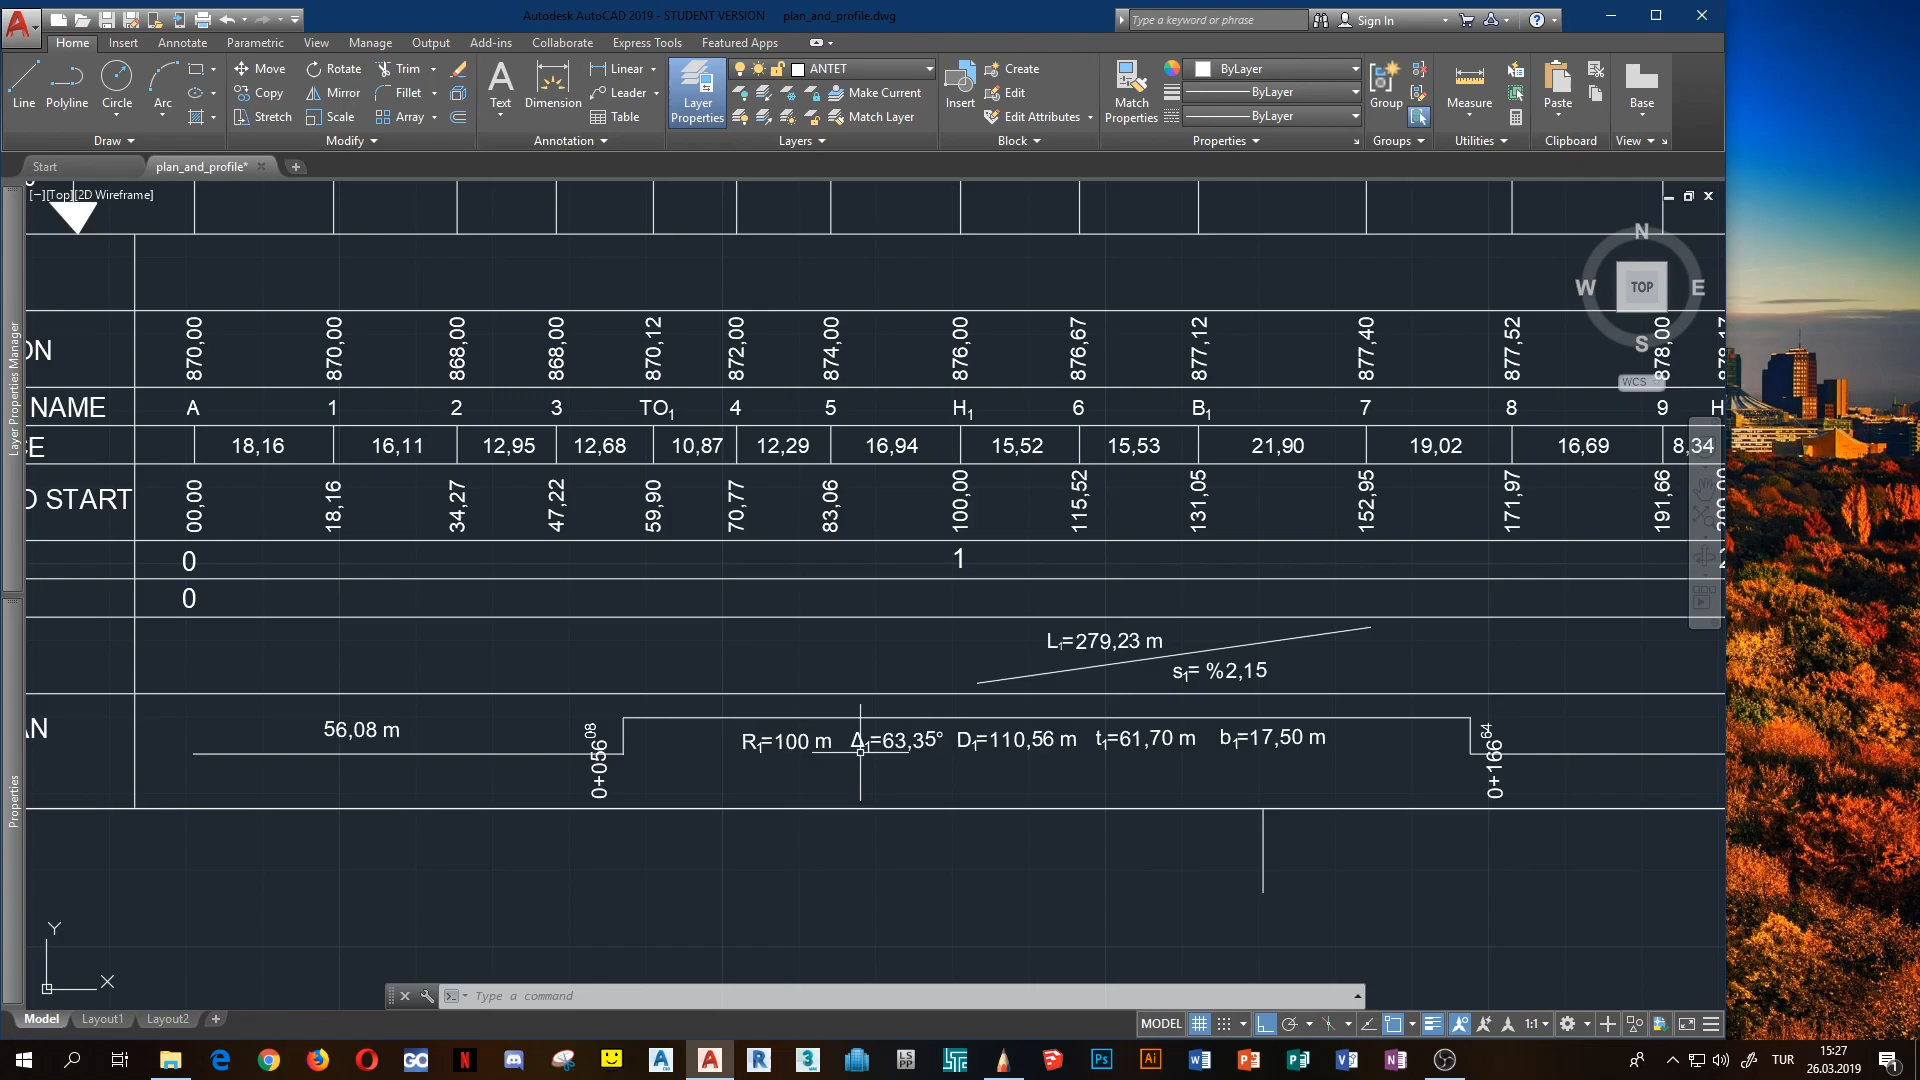 Autodesk AutoCAD 2019 - STUDENT VERSION plan_and_profile.dwg
Type a keyword or phrase
Sign In
Home Insert Annotate Parametric View Manage Output Add-ins Collaborate Express Tools Featured Apps
Line Polyline Circle Arc
Move Rotate Trim
Copy Mirror Fillet
Stretch Scale Array
Text Dimension
Linear
Leader
Table
Layer Properties
ANTET
Make Current
Match Layer
Insert
Create
Edit
Edit Attributes
Match Properties
ByLayer
ByLayer
ByLayer
Group Measure Paste Base
Draw Modify Annotation Layers Block Properties Groups Utilities Clipboard View
Start plan_and_profile*
[−][Top][2D Wireframe]
N
W TOP E
S
WCS
Layer Properties Manager
Properties
ON 870,00 870,00 868,00 868,00 870,12 872,00 874,00 876,00 876,67 877,12 877,40 877,52 878,00
NAME A 1 2 3 TO1 4 5 H1 6 B1 7 8 9 H
CE 18,16 16,11 12,95 12,68 10,87 12,29 16,94 15,52 15,53 21,90 19,02 16,69 8,34
D START 00,00 18,16 34,27 47,22 59,90 70,77 83,06 100,00 115,52 131,05 152,95 171,97 191,66
0 1
0
L1=279,23 m
s1= %2,15
AN 56,08 m 0+056 08 R1=100 m Δ1=63,35° D1=110,56 m t1=61,70 m b1=17,50 m 0+166 64
Y
X
Type a command
Model Layout1 Layout2
MODEL 1:1
TUR
15:27
26.03.2019